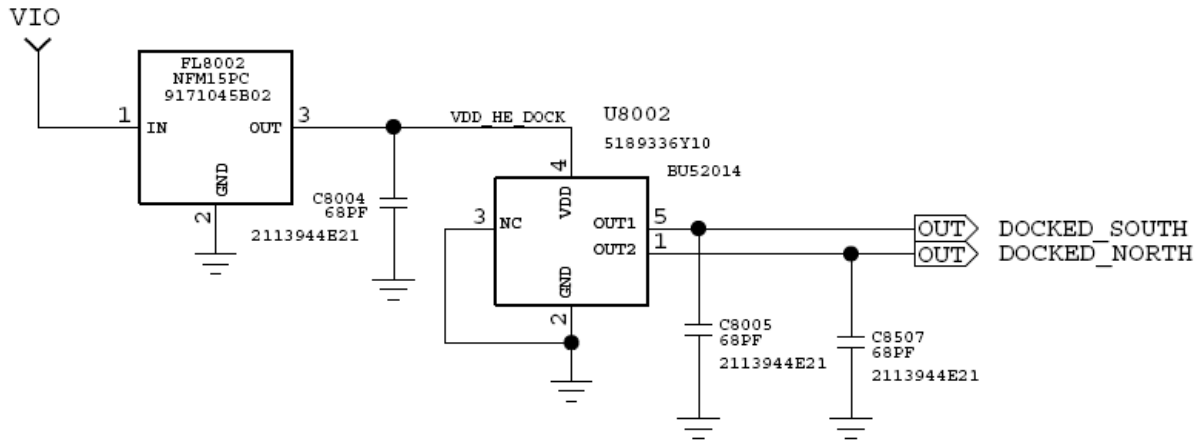 VIO
FL8002
NFM15PC
9171045B02
1
IN
OUT
3
GND
2
C8004
68PF
2113944E21
VDD_HE_DOCK
U8002
5189336Y10
BU52014
4
VDD
3
NC
OUT1
5
OUT2
1
GND
2
OUT
DOCKED_SOUTH
OUT
DOCKED_NORTH
C8005
68PF
2113944E21
C8507
68PF
2113944E21